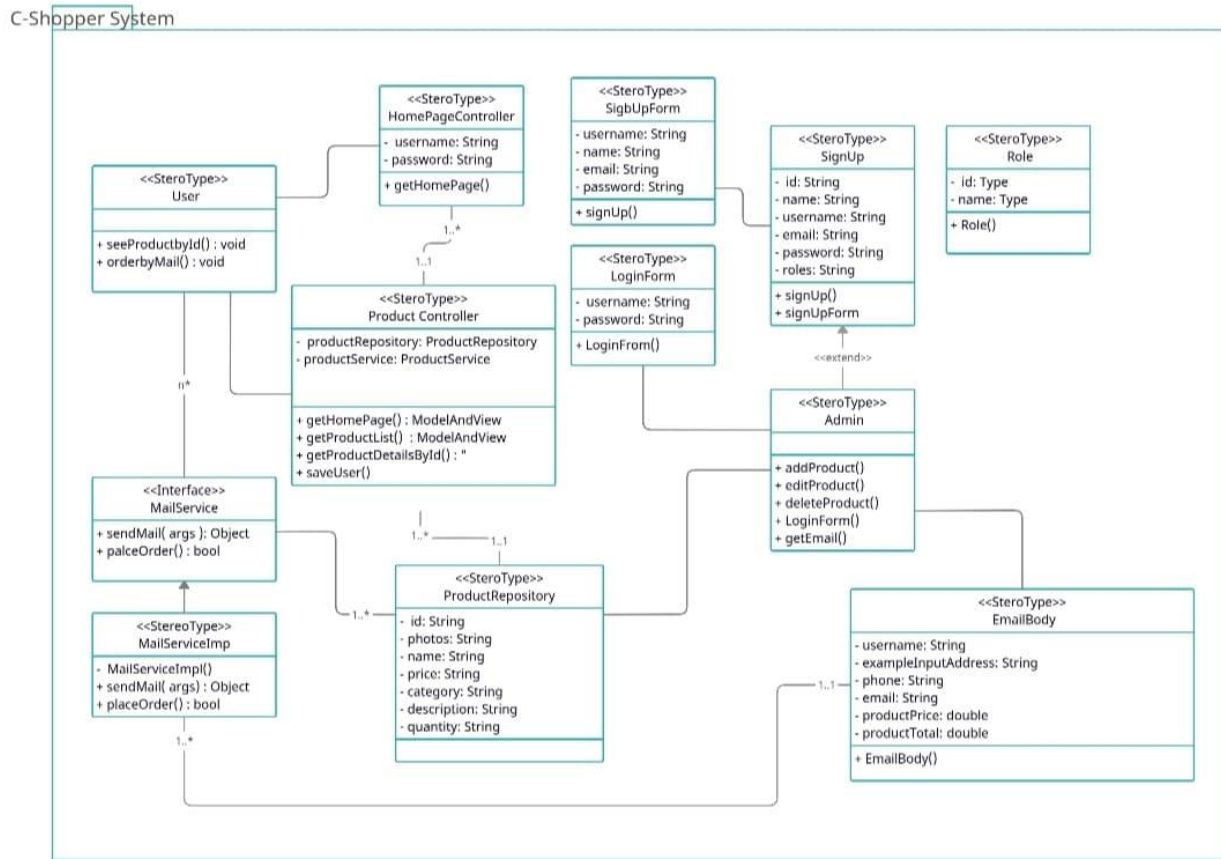 C-Shopper System
<<SteroType>>
HomePageController
- username: String
- password: String
+ getHomePage()
<<SteroType>>
SigbUpForm
- username: String
- name: String
- email: String
- password: String
+ signUp()
<<SteroType>>
SignUp
- id: String
- name: String
- username: String
- email: String
- password: String
- roles: String
+ signUp()
+ signUpForm
<<SteroType>>
Role
- id: Type
- name: Type
+ Role()
<<SteroType>>
User
+ seeProductbyId() : void
+ orderbyMail() : void
1..*
1..1
<<SteroType>>
LoginForm
- username: String
- password: String
+ LoginFrom()
<<SteroType>>
Product Controller
- productRepository: ProductRepository
- productService: ProductService
+ getHomePage() : ModelAndView
+ getProductList() : ModelAndView
+ getProductDetailsById() : "
+ saveUser()
<<extend>>
n*
<<SteroType>>
Admin
+ addProduct()
+ editProduct()
+ deleteProduct()
+ LoginForm()
+ getEmail()
<<Interface>>
MailService
+ sendMail( args ): Object
+ palceOrder() : bool
1..*
1..1
<<SteroType>>
ProductRepository
- id: String
- photos: String
- name: String
- price: String
- category: String
- description: String
- quantity: String
1..*
<<StereoType>>
MailServiceImp
- MailServiceImpl()
+ sendMail( args) : Object
+ placeOrder() : bool
1..*
<<SteroType>>
EmailBody
- username: String
- exampleInputAddress: String
- phone: String
- email: String
- productPrice: double
- productTotal: double
+ EmailBody()
1..1